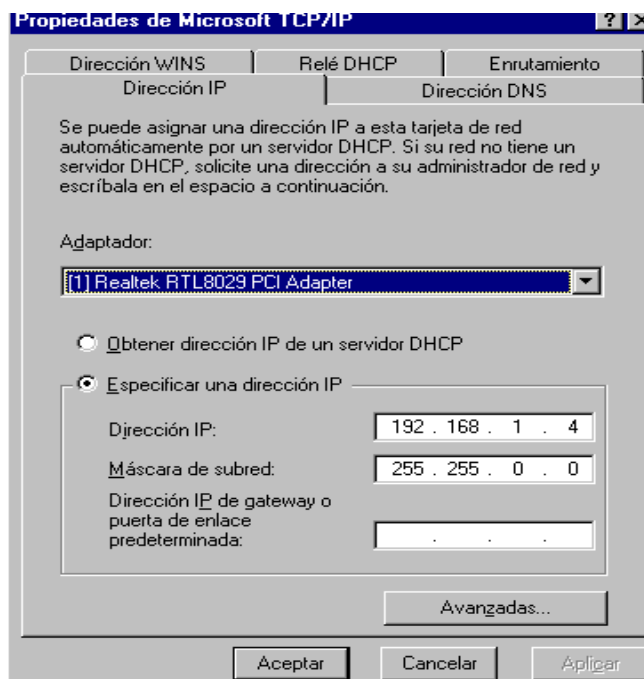 Propiedades de Microsoft TCP/IP
Dirección WINS Relé DHCP Enrutamiento
Dirección IP Dirección DNS
Se puede asignar una dirección IP a esta tarjeta de red
automáticamente por un servidor DHCP. Si su red no tiene un
servidor DHCP, solicite una dirección a su administrador de red y
escríbala en el espacio a continuación.
Adaptador:
[1] Realtek RTL8029 PCI Adapter
Obtener dirección IP de un servidor DHCP
Especificar una dirección IP
Dirección IP: 192 . 168 . 1 . 4
Máscara de subred: 255 . 255 . 0 . 0
Dirección IP de gateway o
puerta de enlace
predeterminada: . . .
Avanzadas...
Aceptar Cancelar Aplicar